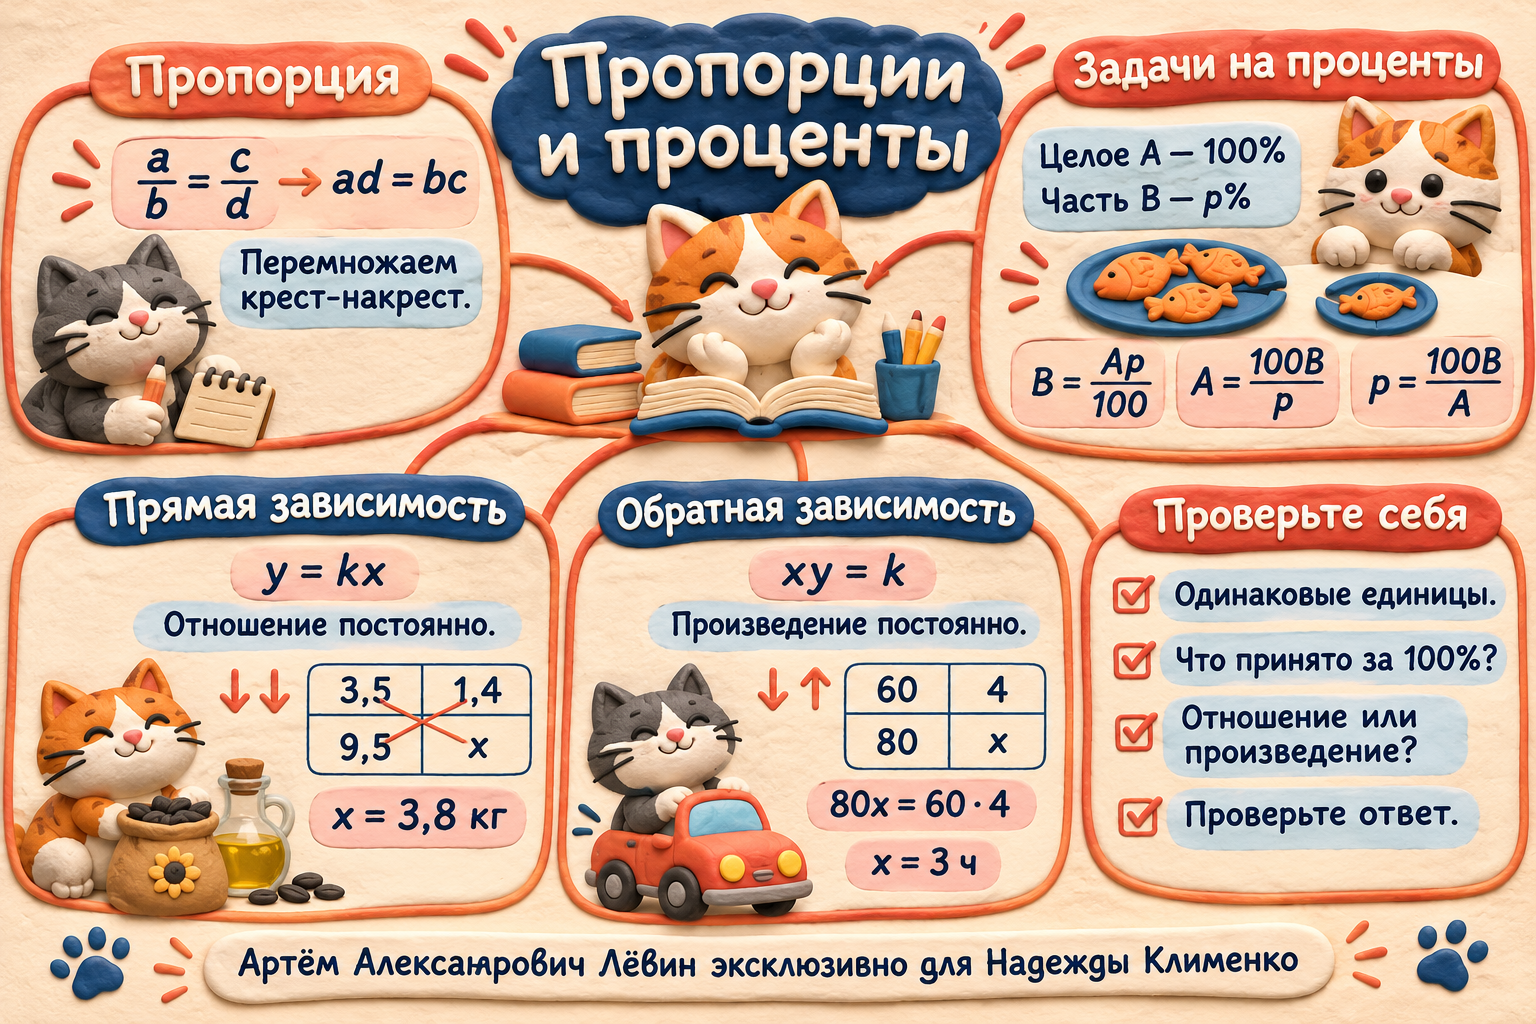 Пропорции
и проценты
Пропорция
a/b = c/d → ad = bc
Перемножаем
крест-накрест.
Задачи на проценты
Целое A — 100%
Часть B — p%
B = Ap/100
A = 100B/p
p = 100B/A
Прямая зависимость
y = kx
Отношение постоянно.
3,5 1,4
9,5 x
x = 3,8 кг
Обратная зависимость
xy = k
Произведение постоянно.
60 4
80 x
80x = 60 · 4
x = 3 ч
Проверьте себя
Одинаковые единицы.
Что принято за 100%?
Отношение или
произведение?
Проверьте ответ.
Артём Лёвин эксклюзивно для Надежды Клименко